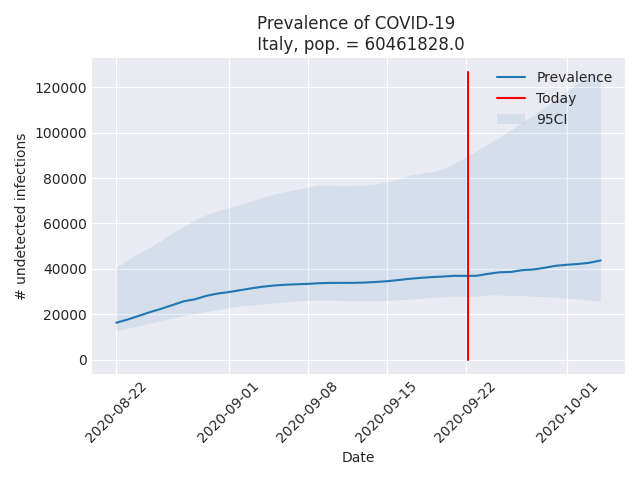 Prevalence of COVID-19
Italy, pop. = 60461828.0
Prevalence
Today
95CI
120000
100000
80000
60000
40000
20000
0
# undetected infections
2020-08-22
2020-09-01
2020-09-08
2020-09-15
2020-09-22
2020-10-01
Date